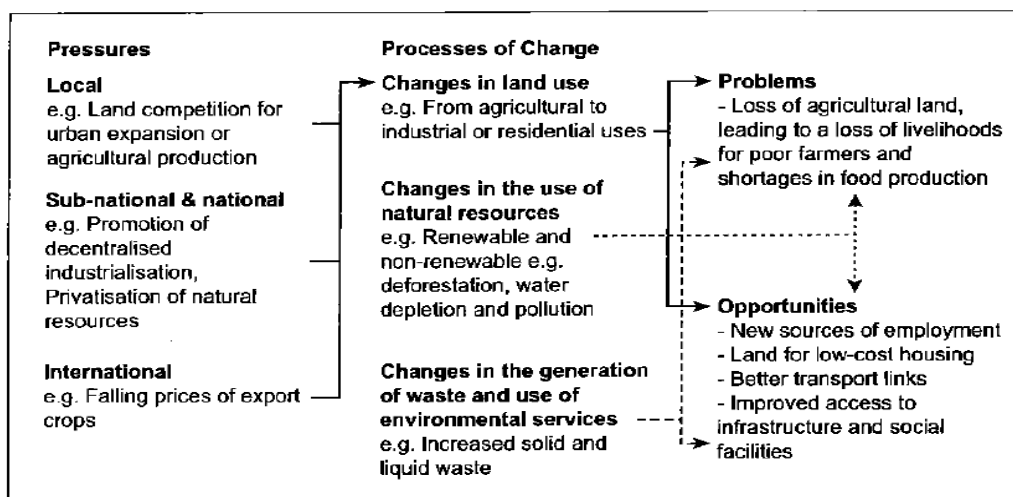 Pressures
Local
e.g. Land competition for
urban expansion or
agricultural production
Sub-national & national
e.g. Promotion of
decentralised
industrialisation,
Privatisation of natural
resources
International
e.g. Falling prices of export
crops
Processes of Change
Changes in land use
e.g. From agricultural to
industrial or residential uses
Changes in the use of
natural resources
e.g. Renewable and
non-renewable e.g.
deforestation, water
depletion and pollution
Changes in the generation
of waste and use of
environmental services
e.g. Increased solid and
liquid waste
Problems
- Loss of agricultural land,
leading to a loss of livelihoods
for poor farmers and
shortages in food production
Opportunities
- New sources of employment
- Land for low-cost housing
- Better transport links
- Improved access to
infrastructure and social
facilities